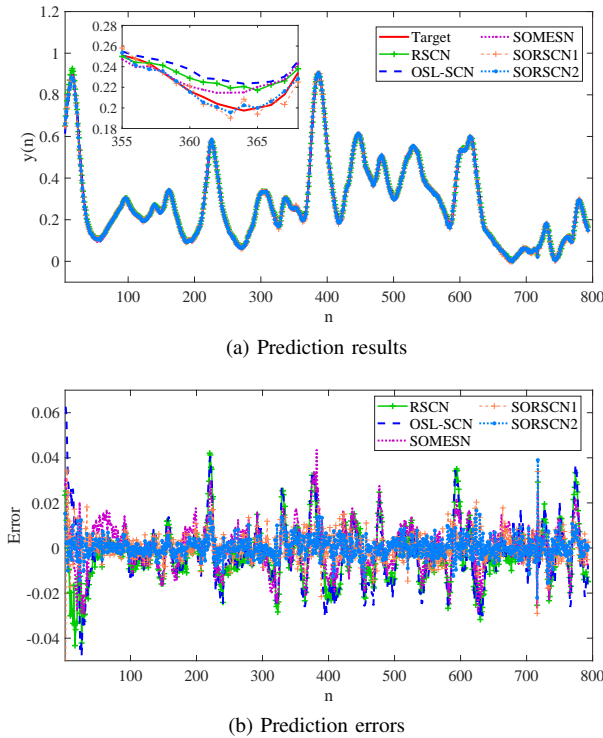 Target
SOMESN
RSCN
SORSCN1
OSL-SCN
SORSCN2
0.28
0.26
0.24
0.22
0.2
0.18
355
360
365
1.2
1
0.8
0.6
0.4
0.2
0
y(n)
100
200
300
400
500
600
700
800
n
(a) Prediction results
RSCN
SORSCN1
OSL-SCN
SORSCN2
SOMESN
0.06
0.04
0.02
0
-0.02
-0.04
Error
100
200
300
400
500
600
700
800
n
(b) Prediction errors